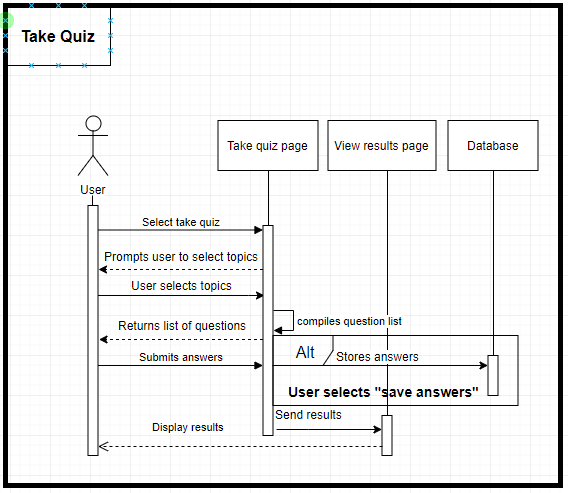 Take Quiz
Take quiz page
View results page
Database
User
Select take quiz
Prompts user to select topics
User selects topics
compiles question list
Returns list of questions
Alt
Stores answers
Submits answers
User selects "save answers"
Send results
Display results